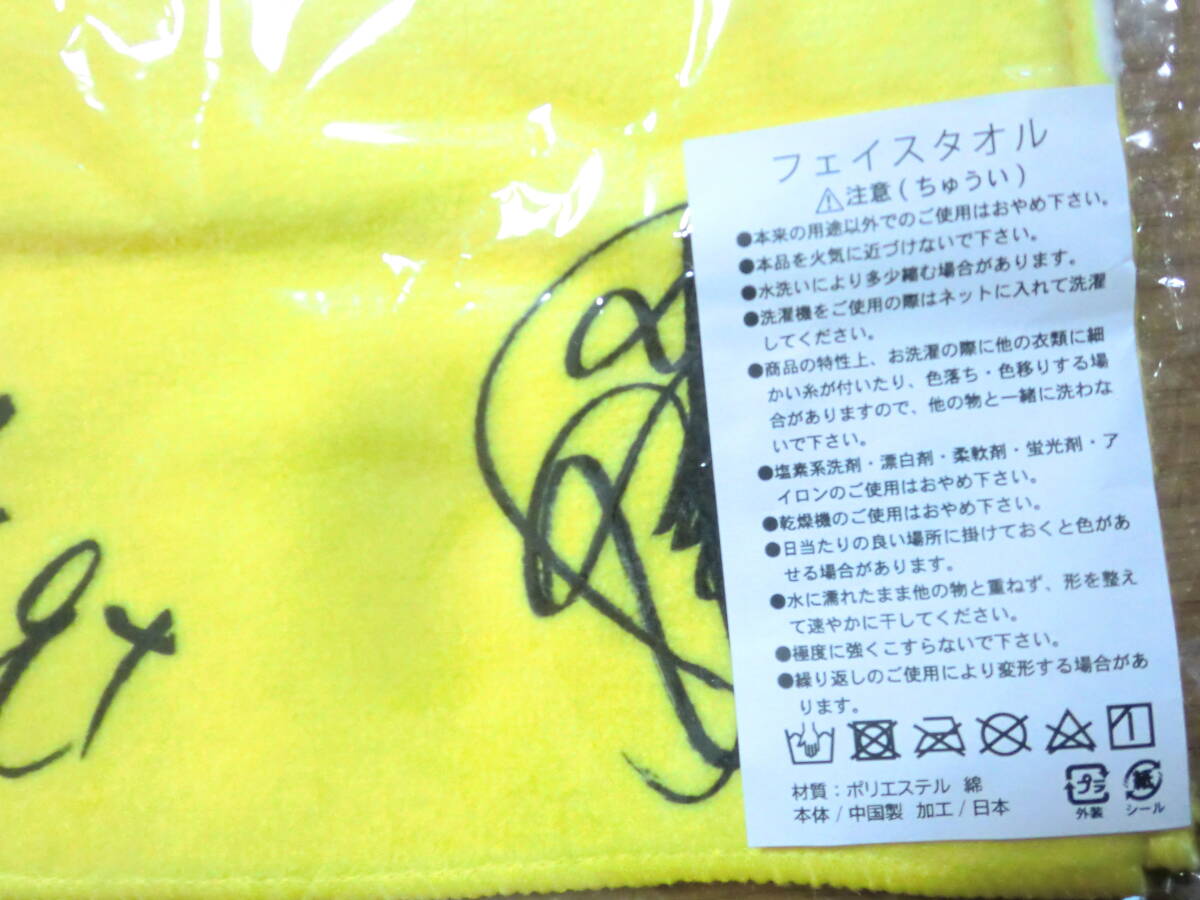 フェイスタオル
⚠注意(ちゅうい)
●本来の用途以外でのご使用はおやめ下さい。
●本品を火気に近づけないで下さい。
●水洗いにより多少縮む場合があります。
●洗濯機をご使用の際はネットに入れて洗濯
してください。
●商品の特性上、お洗濯の際に他の衣類に細
かい糸が付いたり、色落ち・色移りする場
合がありますので、他の物と一緒に洗わな
いで下さい。
●塩素系洗剤・漂白剤・柔軟剤・蛍光剤・ア
イロンのご使用はおやめ下さい。
●乾燥機のご使用はおやめ下さい。
●日当たりの良い場所に掛けておくと色があ
せる場合があります。
●水に濡れたまま他の物と重ねず、形を整え
て速やかに干してください。
●極度に強くこすらないで下さい。
●繰り返しのご使用により変形する場合があ
ります。
材質:ポリエステル 綿
本体/中国製 加工/日本
プラ
外装
紙
シール